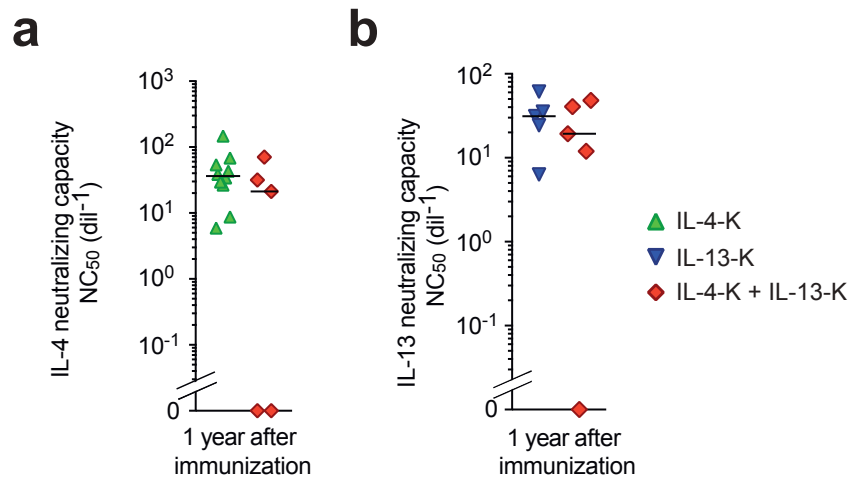 a
IL-4 neutralizing capacity
NC50 (dil-1)
103
102
101
100
10-1
0
1 year after
immunization
b
IL-13 neutralizing capacity
NC50 (dil-1)
102
101
100
10-1
0
1 year after
immunization
IL-4-K
IL-13-K
IL-4-K + IL-13-K